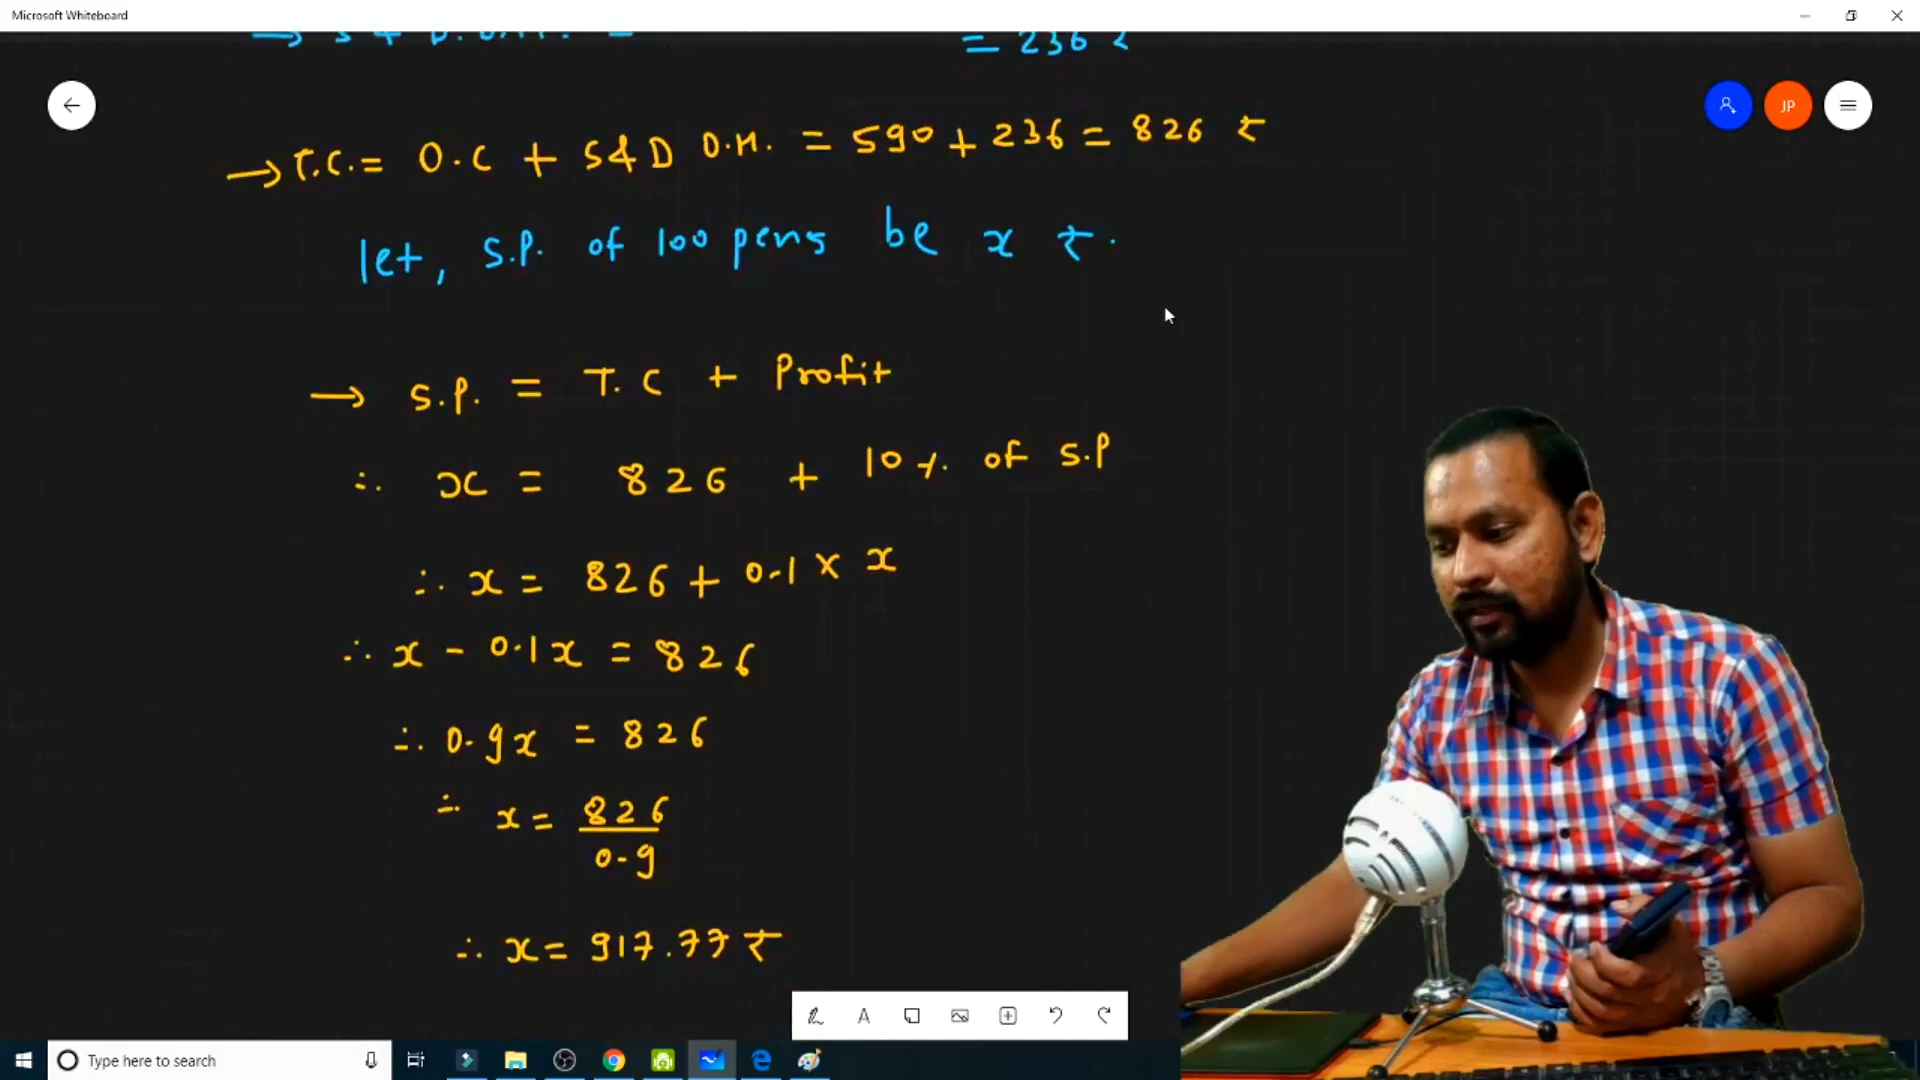 Microsoft Whiteboard
= 236 ₹
→ T.C. = O.C + S & D O.H. = 590 + 236 = 826 ₹
JP
let, S.P. of 100 pens be x ₹.
→ S.P. = T.C + Profit
∴ x = 826 + 10 %. of S.P
∴ x = 826 + 0.1 × x
∴ x - 0.1x = 826
∴ 0.9x = 826
∴ x = 826/0.9
∴ x = 917.77 ₹
Type here to search